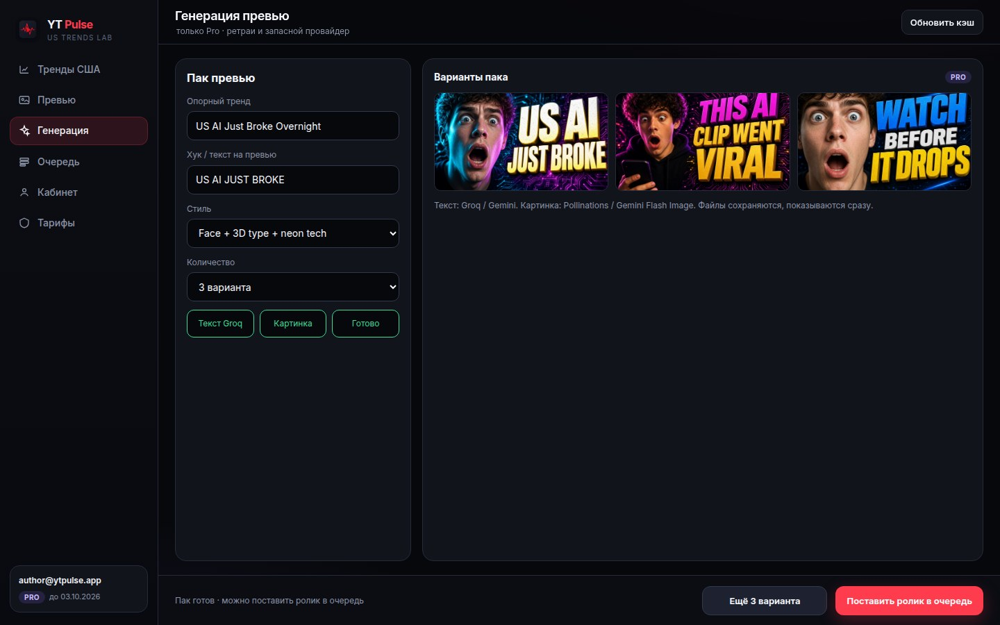 YT Pulse
US TRENDS LAB
Тренды США
Превью
Генерация
Очередь
Кабинет
Тарифы
author@ytpulse.app
PRO до 03.10.2026
Генерация превью
только Pro · ретраи и запасной провайдер
Обновить кэш
Пак превью
Опорный тренд
US AI Just Broke Overnight
Хук / текст на превью
US AI JUST BROKE
Стиль
Face + 3D type + neon tech
Количество
3 варианта
Текст Groq
Картинка
Готово
Варианты пака
PRO
US AI
JUST BROKE
THIS AI
CLIP WENT
VIRAL
WATCH
BEFORE
IT DROPS
Текст: Groq / Gemini. Картинка: Pollinations / Gemini Flash Image. Файлы сохраняются, показываются сразу.
Пак готов · можно поставить ролик в очередь
Ещё 3 варианта
Поставить ролик в очередь